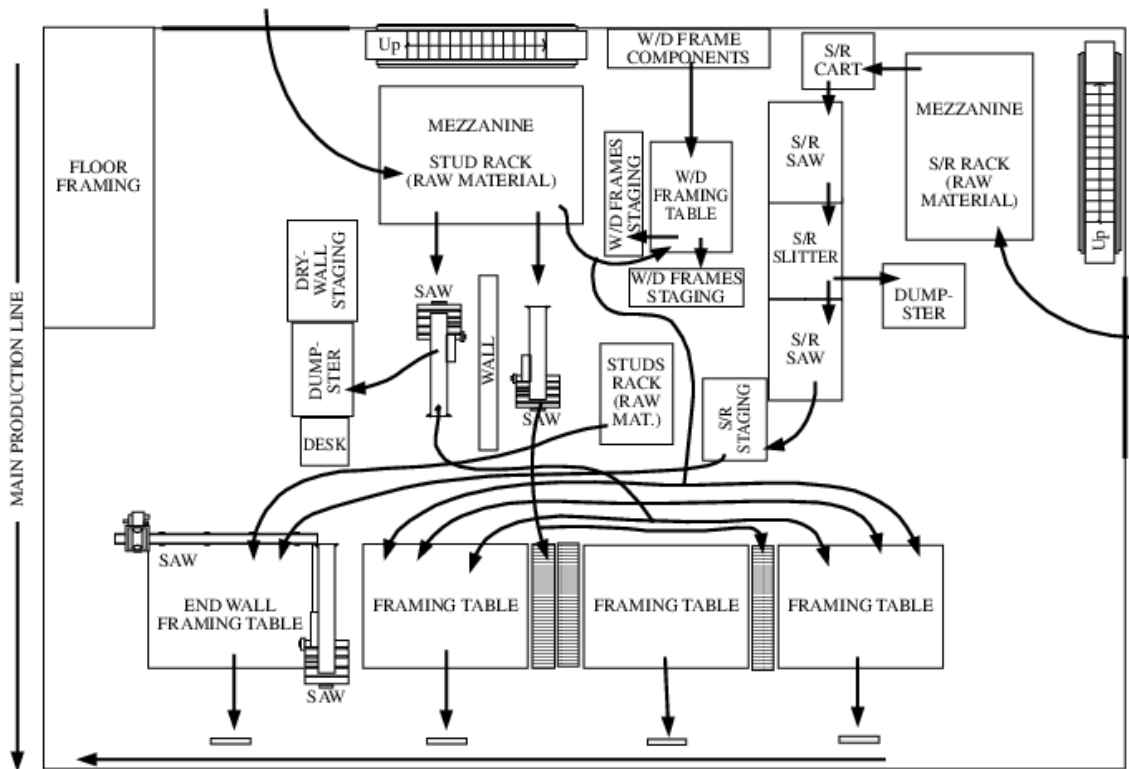 Up
W/D FRAME
COMPONENTS
S/R
CART
MEZZANINE
STUD RACK
(RAW MATERIAL)
MEZZANINE
S/R RACK
(RAW
MATERIAL)
FLOOR
FRAMING
W/D FRAMES
STAGING
W/D
FRAMING
TABLE
S/R
SAW
S/R
SLITTER
S/R
SAW
Up
DRY-
WALL
STAGING
W/D FRAMES
STAGING
DUMP-
STER
SAW
DUMP-
STER
WALL
STUDS
RACK
(RAW
MAT.)
SAW
S/R
STAGING
DESK
MAIN PRODUCTION LINE
SAW
END WALL
FRAMING TABLE
FRAMING TABLE
FRAMING TABLE
FRAMING TABLE
SAW